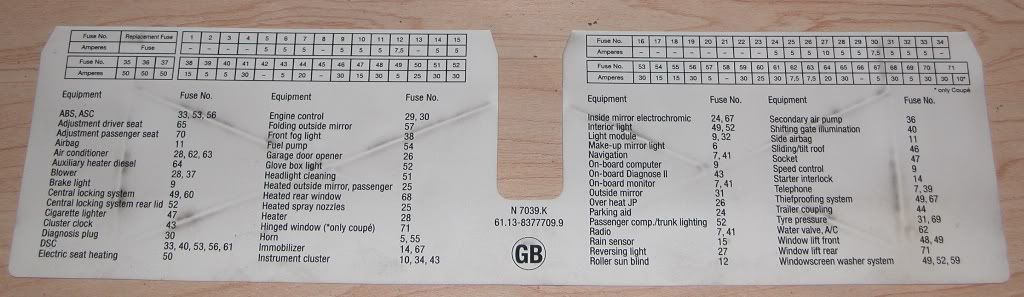 Fuse No. Replacement Fuse 1 2 3 4 5 6 7 8 9 10 11 12 13 14 15
Amperes Fuse – – – – 5 5 5 – 5 5 5 7,5 – 5 5
Fuse No. 35 36 37 38 39 40 41 42 43 44 45 46 47 48 49 50 51 52
Amperes 50 50 50 15 5 5 30 – 5 20 – 30 15 30 5 25 30 30
Equipment Fuse No.
ABS, ASC 33, 53, 56
Adjustment driver seat 65
Adjustment passenger seat 70
Airbag 11
Air conditioner 28, 62, 63
Auxiliary heater diesel 64
Blower 28, 37
Brake light 9
Central locking system 49, 60
Central locking system rear lid 52
Cigarette lighter 47
Cluster clock 43
Diagnosis plug 30
DSC 33, 40, 53, 56, 61
Electric seat heating 50
Equipment Fuse No.
Engine control 29, 30
Folding outside mirror 57
Front fog light 38
Fuel pump 54
Garage door opener 26
Glove box light 52
Headlight cleaning 51
Heated outside mirror, passenger 25
Heated rear window 68
Heated spray nozzles 25
Heater 28
Hinged window (*only coupé) 71
Horn 5, 55
Immobilizer 14, 67
Instrument cluster 10, 34, 43
N 7039.K
61.13-8377709.9
GB
Fuse No. 16 17 18 19 20 21 22 23 24 25 26 27 28 29 30 31 32 33 34
Amperes – – – – – – – – 5 5 5 10 5 5 7,5 5 5 5 5
Fuse No. 53 54 55 56 57 58 59 60 61 62 63 64 65 66 67 68 69 70 71
Amperes 30 15 15 30 5 – 30 25 30 7,5 7,5 20 30 – 5 30 5 30 30 10*
* only Coupé
Equipment Fuse No.
Inside mirror electrochromic 24, 67
Interior light 49, 52
Light module 9, 32
Make-up mirror light 6
Navigation 7, 41
On-board computer 9
On-board Diagnose II 43
On-board monitor 7, 41
Outside mirror 31
Over heat JP 26
Parking aid 24
Passenger comp./trunk lighting 52
Radio 7, 41
Rain sensor 15
Reversing light 27
Roller sun blind 12
Equipment Fuse No.
Secondary air pump 36
Shifting gate illumination 40
Side airbag 11
Sliding/tilt roof 46
Socket 47
Speed control 9
Starter interlock 14
Telephone 7, 39
Thiefproofing system 49, 67
Trailer coupling 44
Tyre pressure 31, 69
Water valve, A/C 62
Window lift front 48, 49
Window lift rear 71
Windowscreen washer system 49, 52, 59